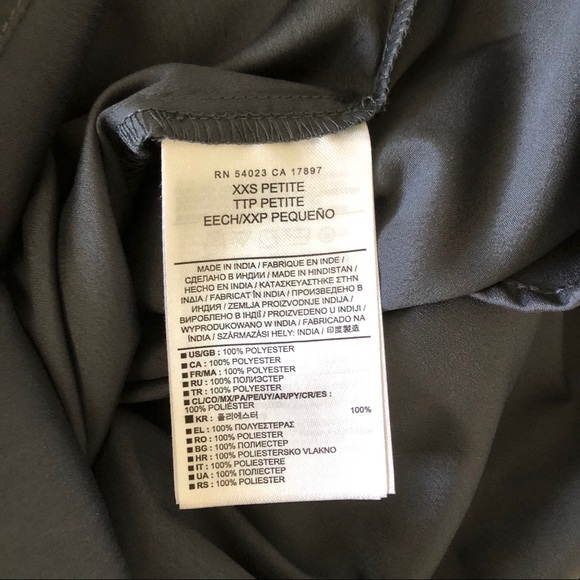 RN 54023 CA 17897
XXS PETITE
TTP PETITE
EECH/XXP PEQUEÑO
MADE IN INDIA / FABRIQUE EN INDE /
СДЕЛАНО В ИНДИИ / MADE IN HINDISTAN /
HECHO EN INDIA / ΚΑΤΑΣΚΕΥΑΣΤΗΚΕ ΣΤΗΝ
ΙΝΔΙΑ / FABRICAT ÎN INDIA / ПРОИЗВЕДЕНО В
ИНДИЯ / ZEMLJA PROIZVODNJE INDIJA /
ВИРОБЛЕНО В ІНДІЇ / PROIZVEDENO U INDIJI /
WYPRODUKOWANO W INDIA / FABRICADO NA
ÍNDIA / SZÁRMAZÁSI HELY: INDIA / 印度製造
■ US/GB : 100% POLYESTER
■ CA : 100% POLYESTER
■ FR/MA : 100% POLYESTER
■ RU : 100% ПОЛИЭСТЕР
■ TR : 100% POLYESTER
■ CL/CO/MX/PA/PE/UY/AR/PY/CR/ES :
100% POLIÉSTER
■ KR : 폴리에스터 100%
■ EL : 100% ΠΟΛΥΕΣΤΕΡΑΣ
■ RO : 100% POLIESTER
■ BG : 100% ПОЛИЕСТЕР
■ HR : 100% POLIESTERSKO VLAKNO
■ IT : 100% POLIESTERE
■ UA : 100% ПОЛІЕСТЕР
■ RS : 100% POLIESTER